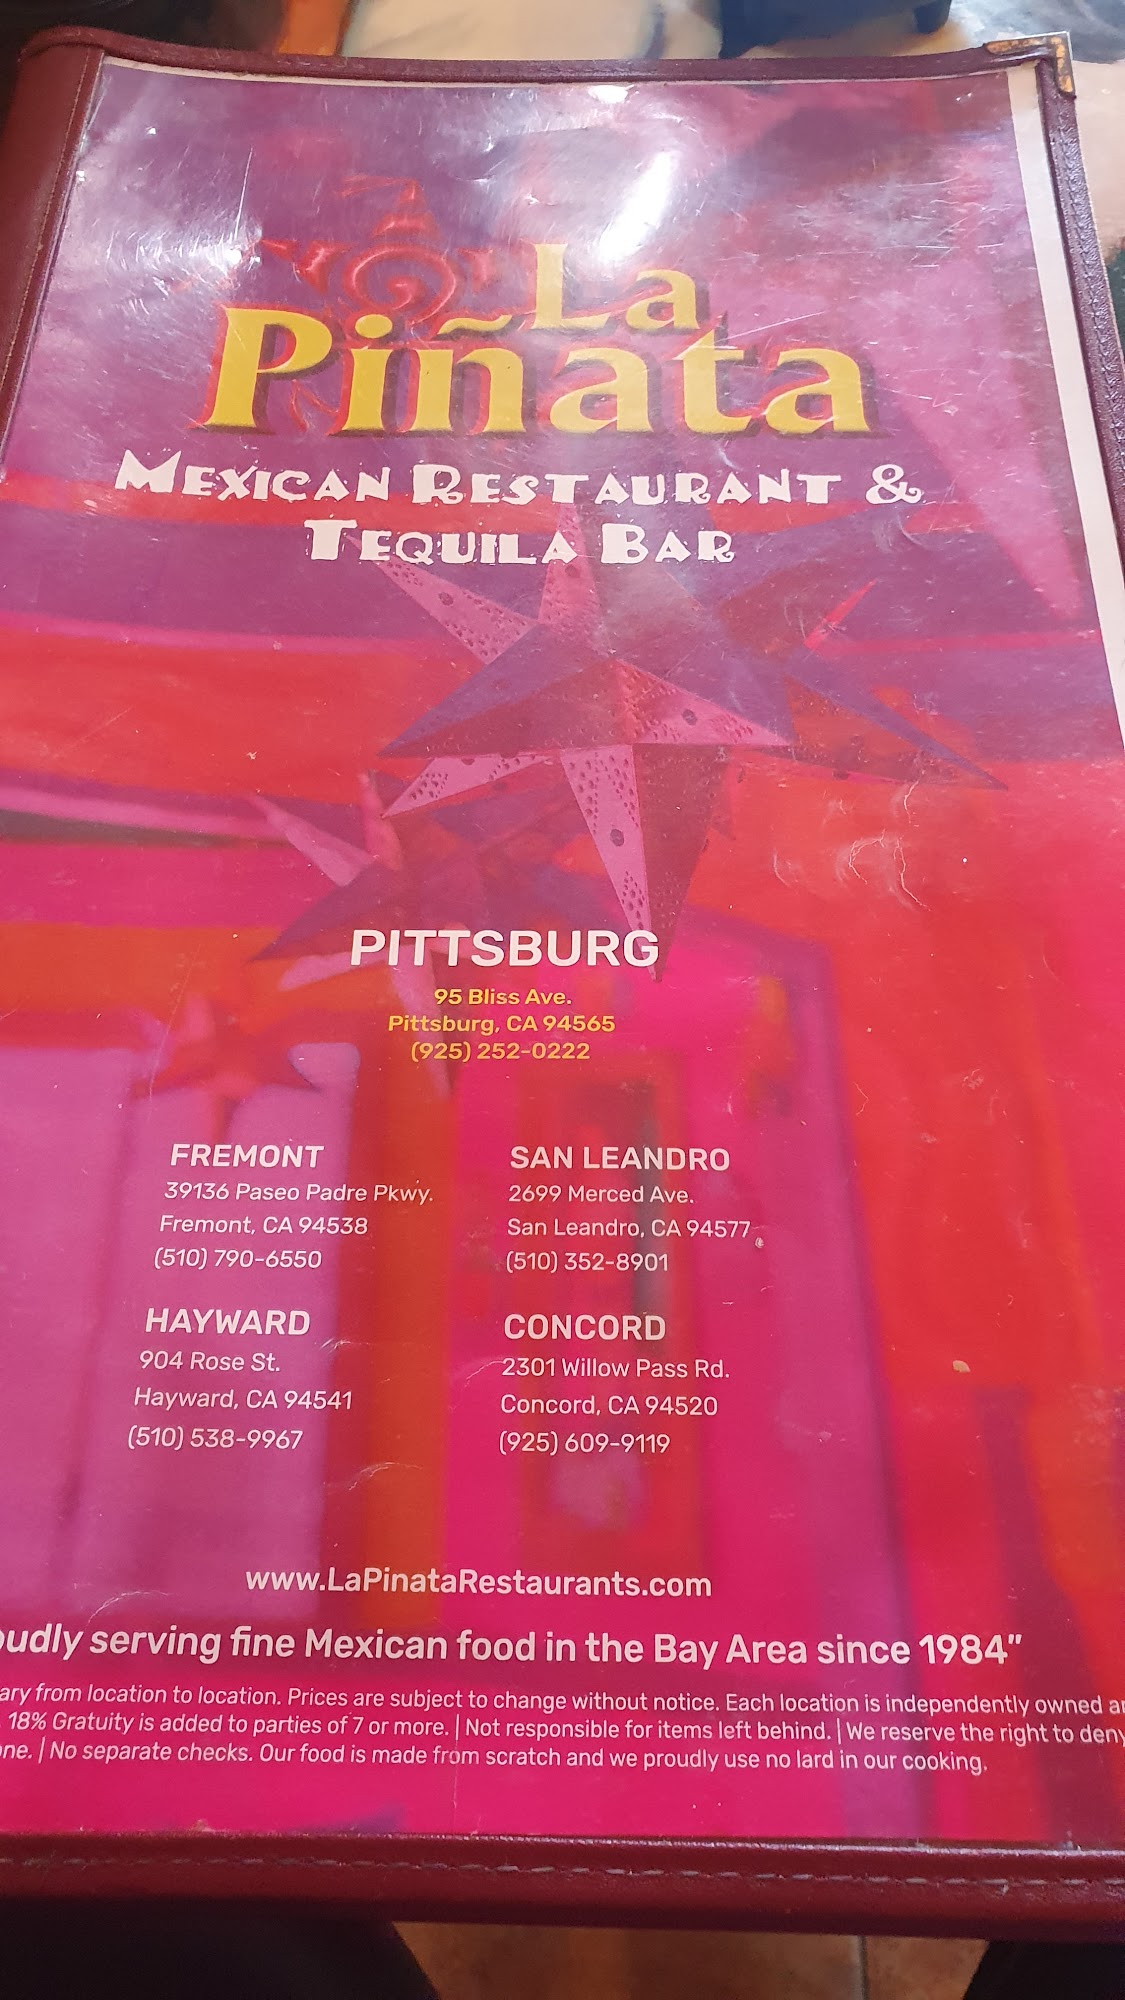 La
Piñata
MEXICAN RESTAURANT &
TEQUILA BAR
PITTSBURG
95 Bliss Ave.
Pittsburg, CA 94565
(925) 252-0222
FREMONT
39136 Paseo Padre Pkwy.
Fremont, CA 94538
(510) 790-6550
SAN LEANDRO
2699 Merced Ave.
San Leandro, CA 94577
(510) 352-8901
HAYWARD
904 Rose St.
Hayward, CA 94541
(510) 538-9967
CONCORD
2301 Willow Pass Rd.
Concord, CA 94520
(925) 609-9119
www.LaPinataRestaurants.com
serving fine Mexican food in the Bay Area since 1984"
from location to location. Prices are subject to change without notice. Each location is independently owned
18% Gratuity is added to parties of 7 or more. | Not responsible for items left behind. | We reserve the right to deny
| No separate checks. Our food is made from scratch and we proudly use no lard in our cooking.